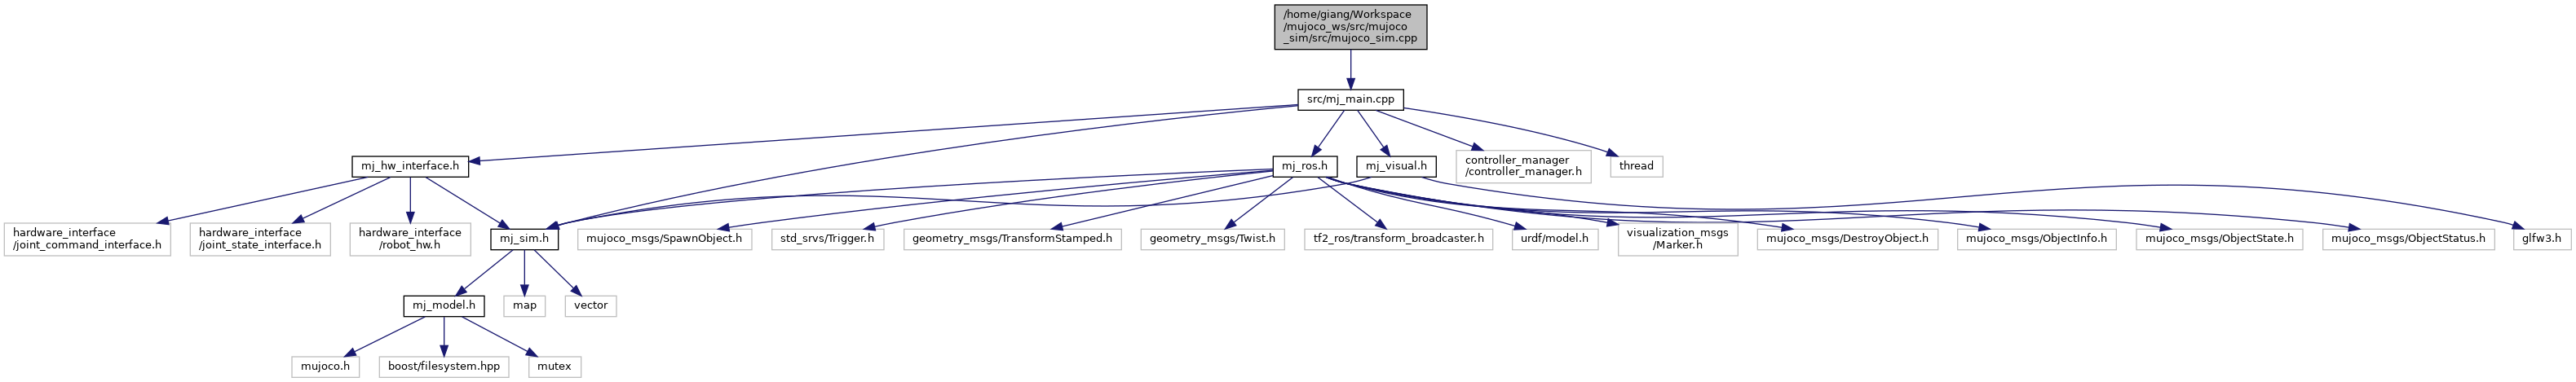 /home/giang/Workspace
/mujoco_ws/src/mujoco
_sim/src/mujoco_sim.cpp
src/mj_main.cpp
mj_hw_interface.h
mj_ros.h
mj_visual.h
controller_manager
/controller_manager.h
thread
hardware_interface
/joint_command_interface.h
hardware_interface
/joint_state_interface.h
hardware_interface
/robot_hw.h
mj_sim.h
mujoco_msgs/SpawnObject.h
std_srvs/Trigger.h
geometry_msgs/TransformStamped.h
geometry_msgs/Twist.h
tf2_ros/transform_broadcaster.h
urdf/model.h
visualization_msgs
/Marker.h
mujoco_msgs/DestroyObject.h
mujoco_msgs/ObjectInfo.h
mujoco_msgs/ObjectState.h
mujoco_msgs/ObjectStatus.h
glfw3.h
mj_model.h
map
vector
mujoco.h
boost/filesystem.hpp
mutex